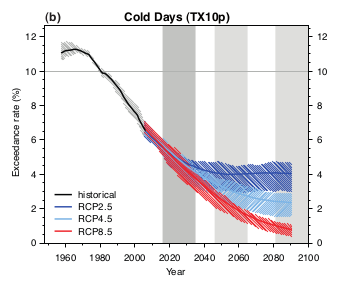 (b) Cold Days (TX10p)
12 12
10 10
8 8
6 6
4 4
2 2
0 0
Exceedance rate (%)
historical
RCP2.5
RCP4.5
RCP8.5
1960 1980 2000 2020 2040 2060 2080 2100
Year